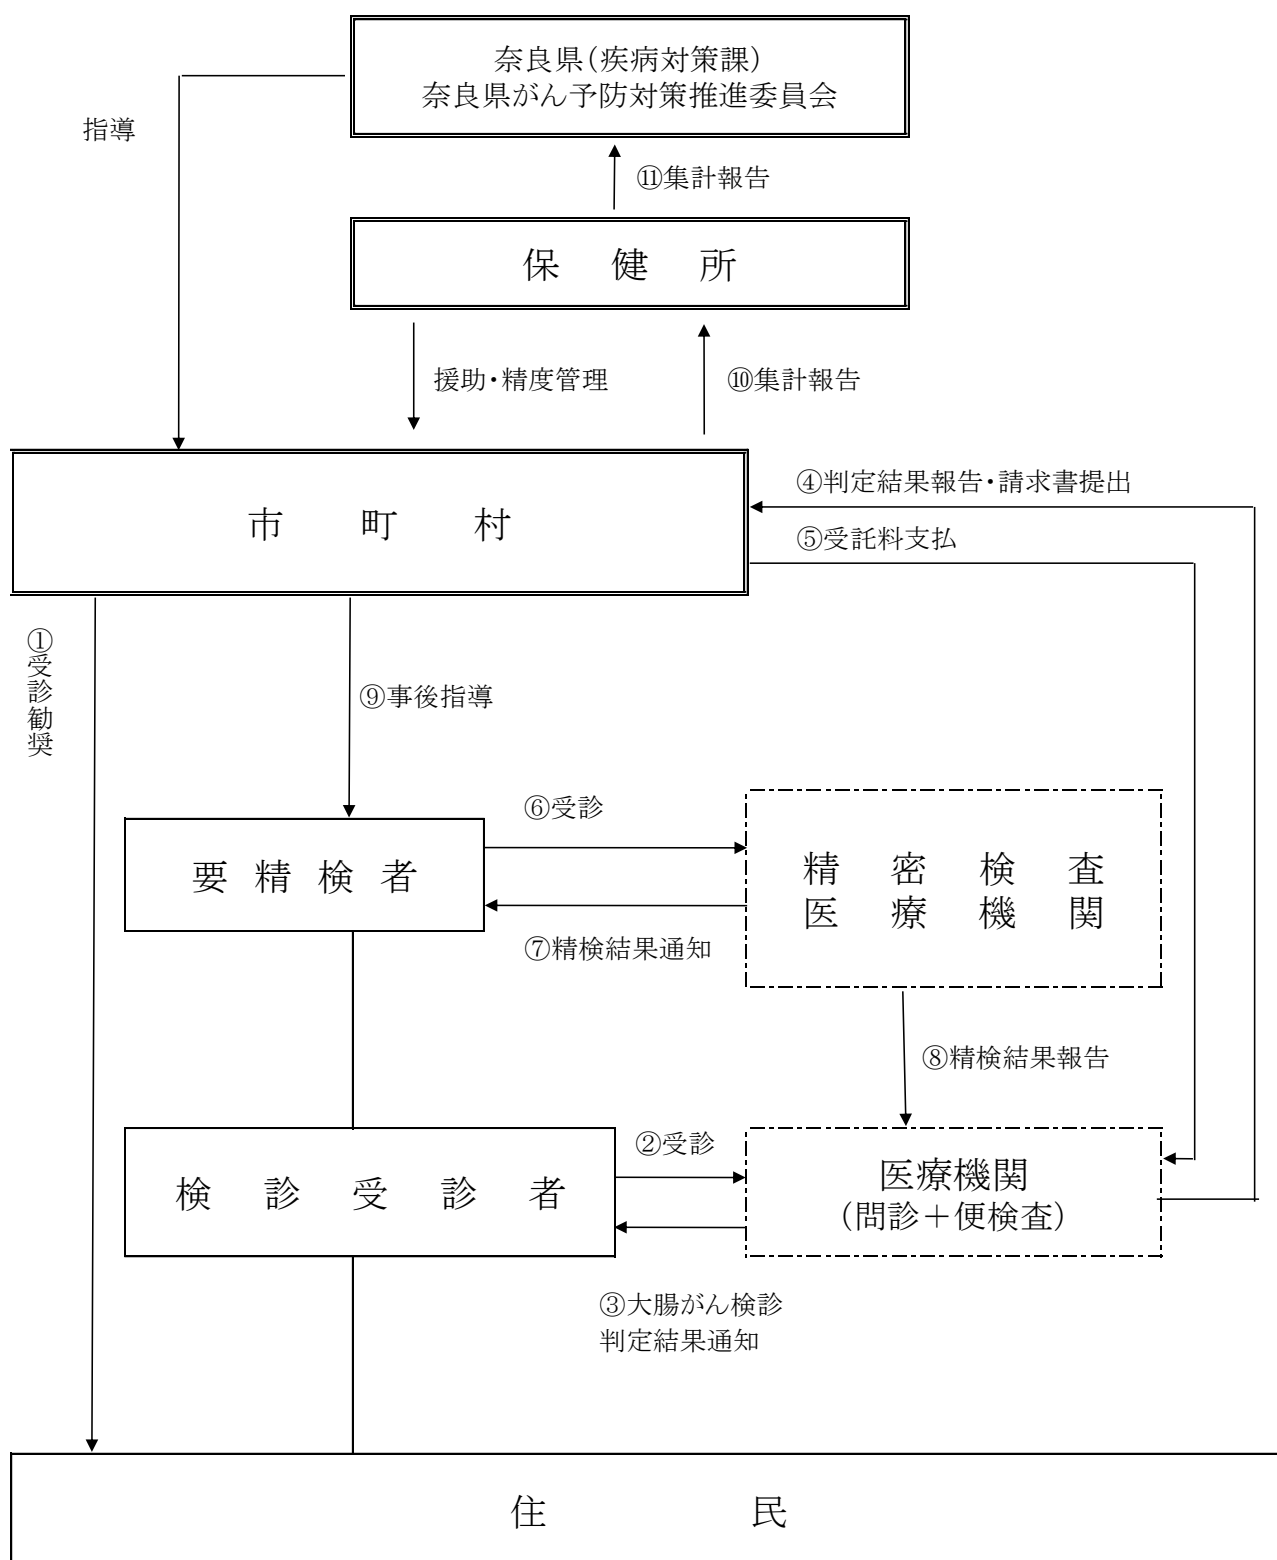 奈良県（疾病対策課）
奈良県がん予防対策推進委員会
指導
⑪集計報告
保健所
援助・精度管理
⑩集計報告
市町村
④判定結果報告・請求書提出
⑤受託料支払
①受診勧奨
⑨事後指導
⑥受診
要精検者
精密検査
医療機関
⑦精検結果通知
⑧精検結果報告
②受診
検診受診者
医療機関
（問診＋便検査）
③大腸がん検診
判定結果通知
住民